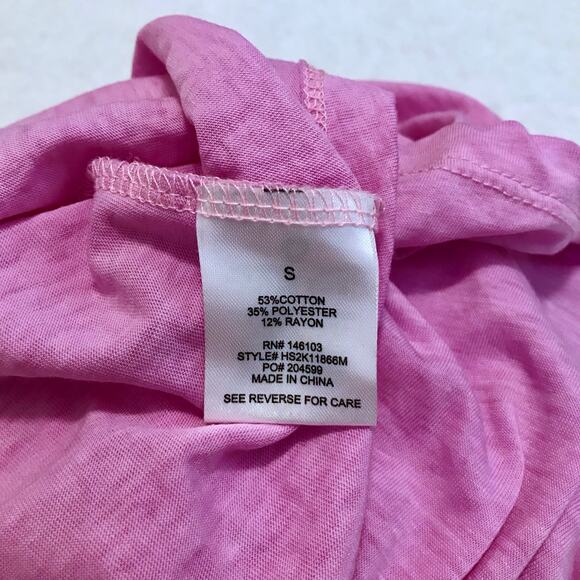 S
53%COTTON
35% POLYESTER
12% RAYON
RN# 146103
STYLE# HS2K11866M
PO# 204599
MADE IN CHINA
SEE REVERSE FOR CARE